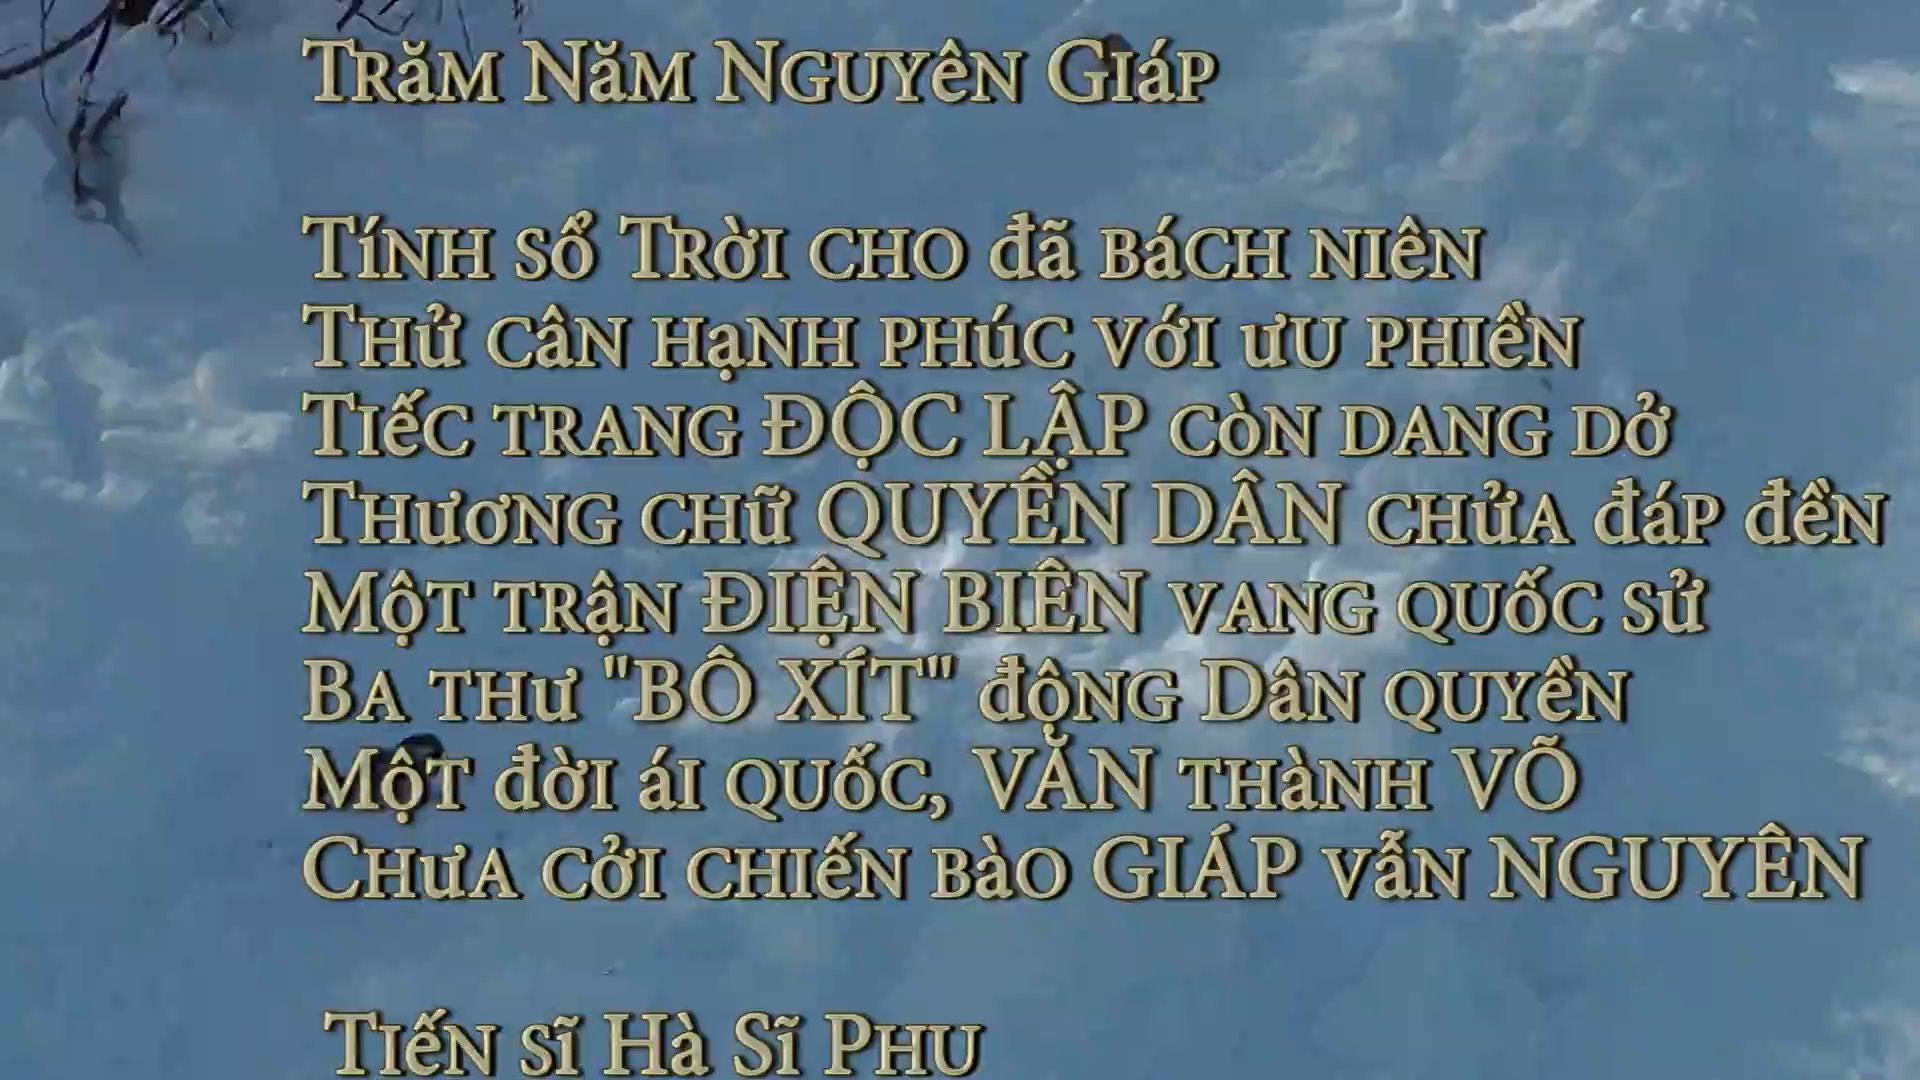 Trăm Năm Nguyên Giáp
Tính sổ Trời cho đã bách niên
Thử cân hạnh phúc với ưu phiền
Tiếc trang ĐỘC LẬP còn dang dở
Thương chữ QUYỀN DÂN chửa đáp đền
Một trận ĐIỆN BIÊN vang quốc sử
Ba thư "BÔ XÍT" động Dân quyền
Một đời ái quốc, VĂN thành VÕ
Chưa cởi chiến bào GIÁP vẫn NGUYÊN
Tiến sĩ Hà Sĩ Phu